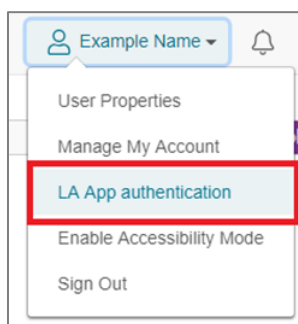 Example Name
User Properties
Manage My Account
LA App authentication
Enable Accessibility Mode
Sign Out